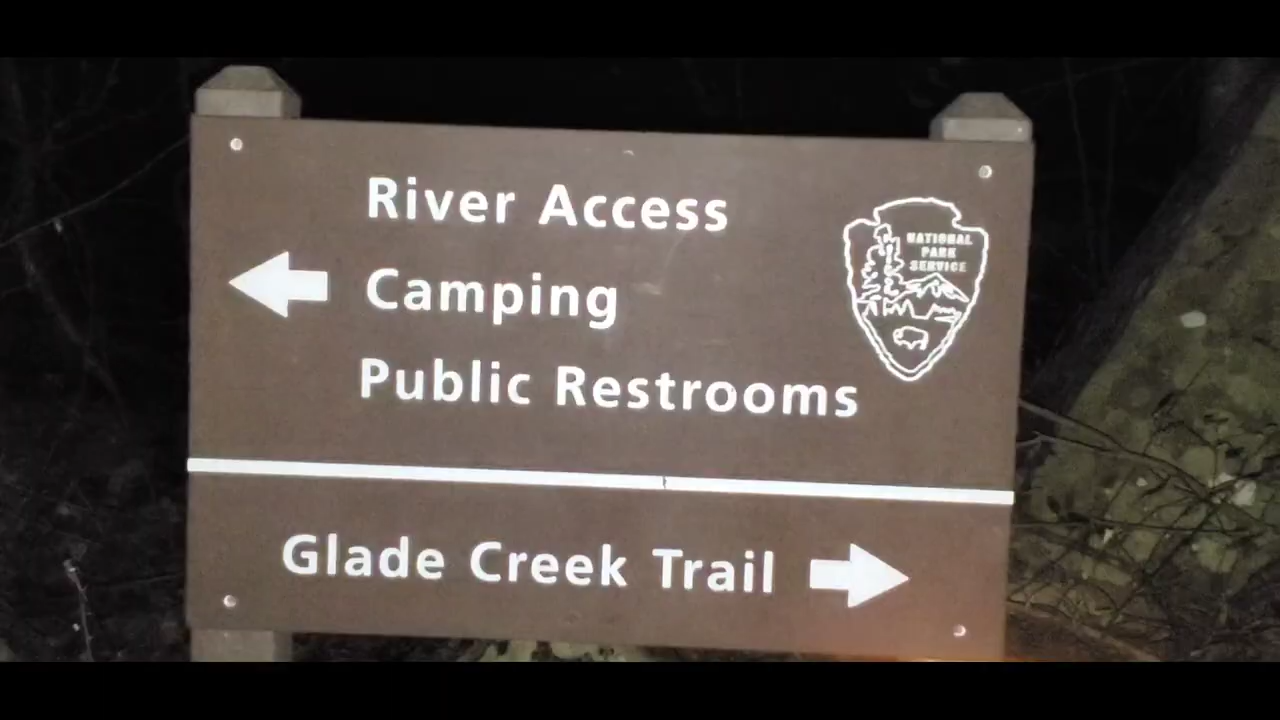 River Access
Camping
Public Restrooms
NATIONAL
PARK
SERVICE
Glade Creek Trail